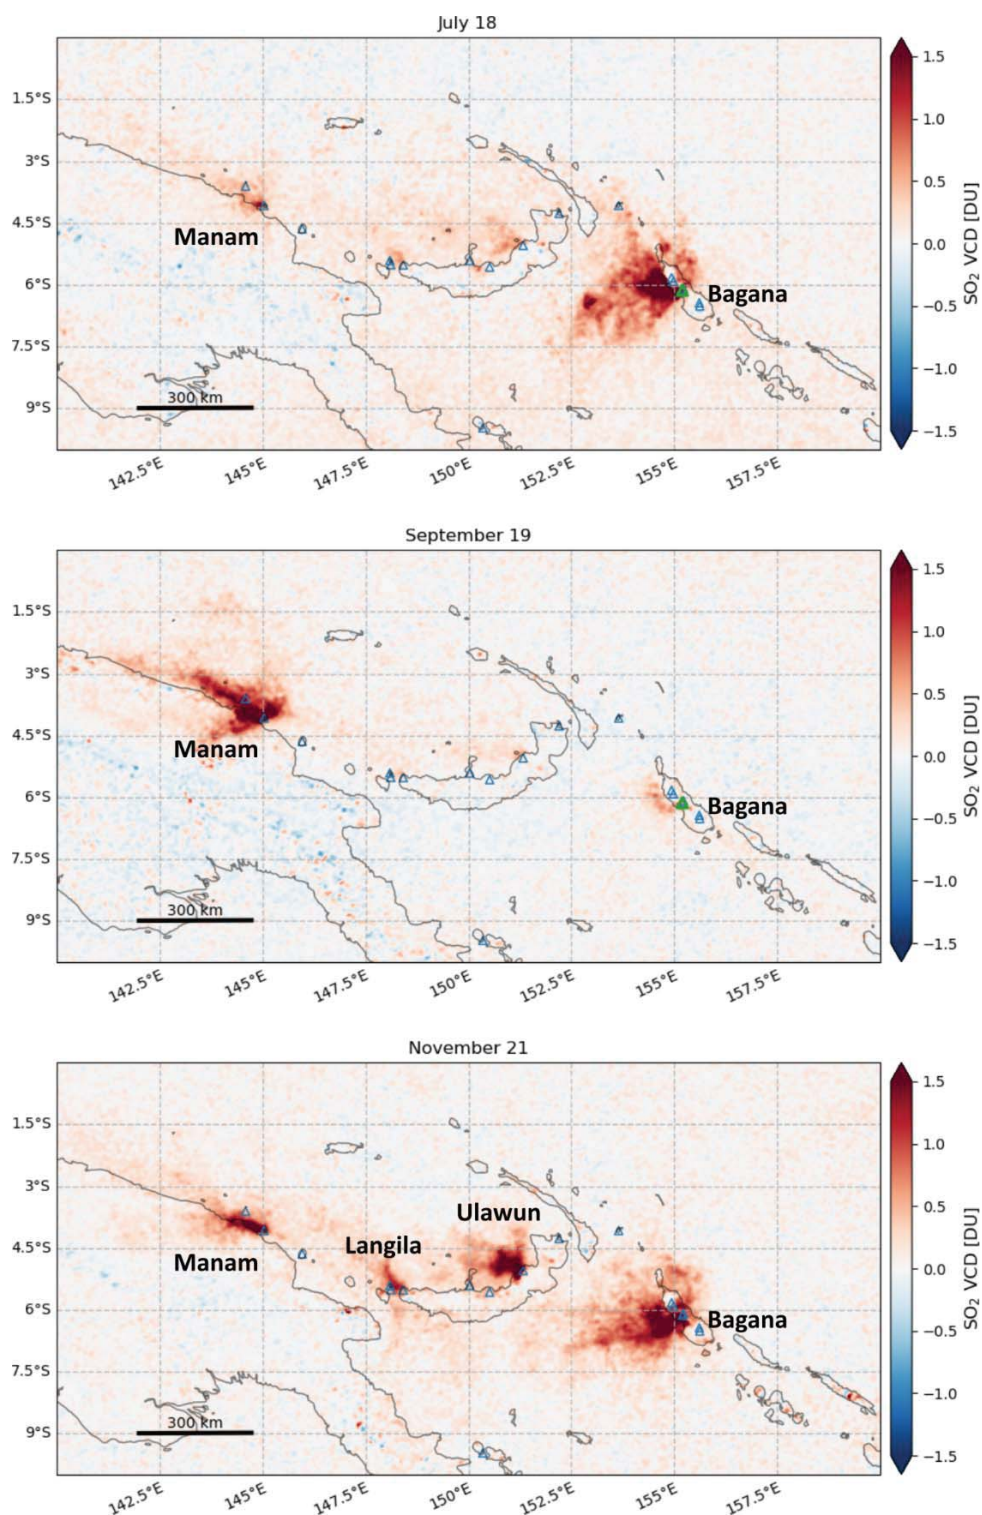 July 18
1.5°S
3°S
4.5°S
6°S
7.5°S
9°S
Manam
Bagana
300 km
142.5°E
145°E
147.5°E
150°E
152.5°E
155°E
157.5°E
1.5
1.0
0.5
0.0
−0.5
−1.0
−1.5
SO₂ VCD [DU]
September 19
1.5°S
3°S
4.5°S
6°S
7.5°S
9°S
Manam
Bagana
300 km
142.5°E
145°E
147.5°E
150°E
152.5°E
155°E
157.5°E
1.5
1.0
0.5
0.0
−0.5
−1.0
−1.5
SO₂ VCD [DU]
November 21
1.5°S
3°S
4.5°S
6°S
7.5°S
9°S
Ulawun
Langila
Manam
Bagana
300 km
142.5°E
145°E
147.5°E
150°E
152.5°E
155°E
157.5°E
1.5
1.0
0.5
0.0
−0.5
−1.0
−1.5
SO₂ VCD [DU]